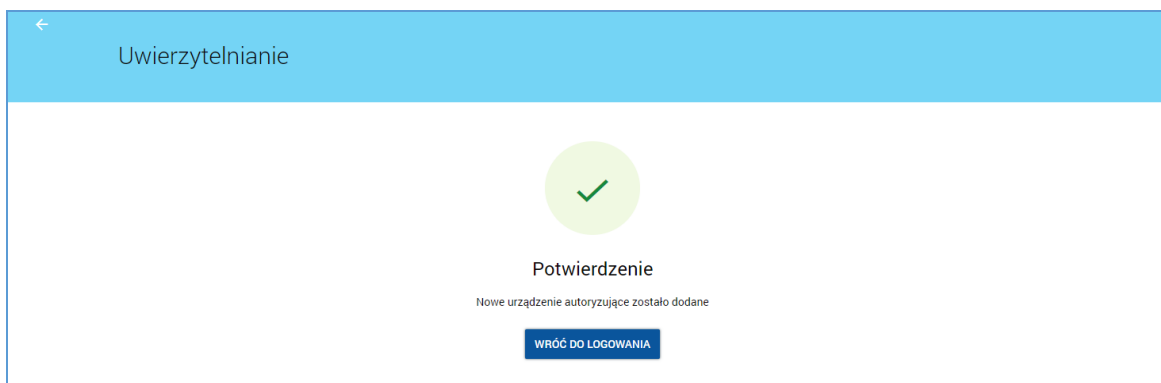 Uwierzytelnianie
Potwierdzenie
Nowe urządzenie autoryzujące zostało dodane
WRÓĆ DO LOGOWANIA